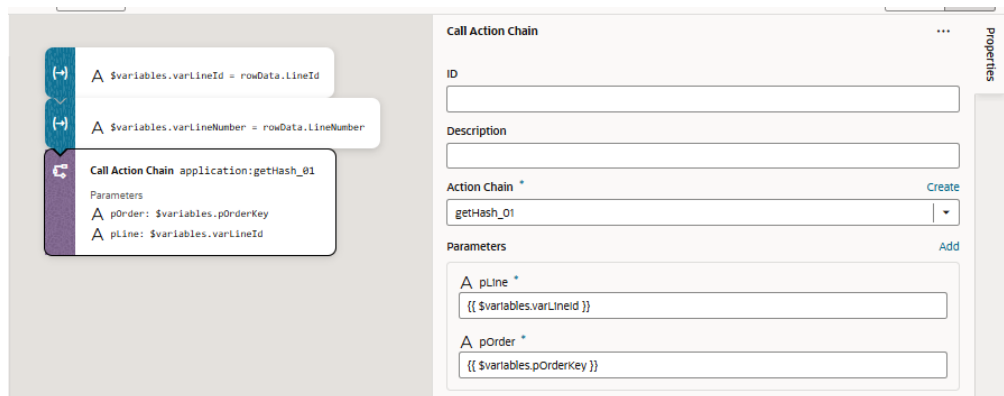 $variables.varLineId = rowData.LineId
$variables.varLineNumber = rowData.LineNumber
Call Action Chain application:getHash_01
Parameters
pOrder: $variables.pOrderKey
pLine: $variables.varLineId
Call Action Chain
...
Properties
ID
Description
Action Chain *
Create
getHash_01
Parameters
Add
pLine *
{{ $variables.varLineId }}
pOrder *
{{ $variables.pOrderKey }}